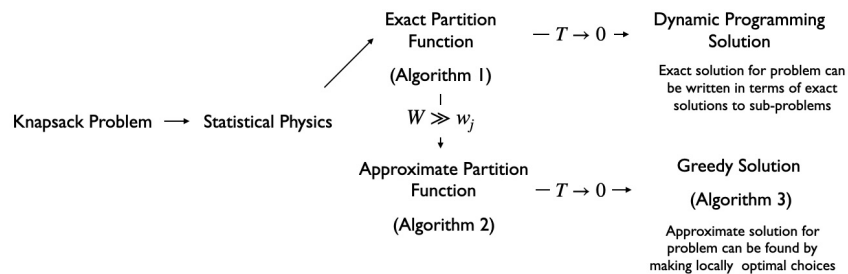 Exact Partition
Function
(Algorithm 1)
— T → 0 →
Dynamic Programming
Solution
Exact solution for problem can
be written in terms of exact
solutions to sub-problems
Knapsack Problem
Statistical Physics
W ≫ wⱼ
Approximate Partition
Function
(Algorithm 2)
— T → 0 →
Greedy Solution
(Algorithm 3)
Approximate solution for
problem can be found by
making locally optimal choices